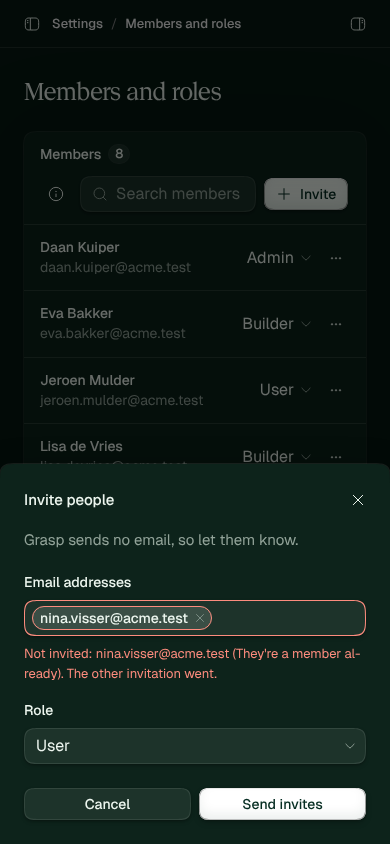 Settings / Members and roles
Members and roles
Members 8
Search members
Invite
Daan Kuiper
daan.kuiper@acme.test
Admin
Eva Bakker
eva.bakker@acme.test
Builder
Jeroen Mulder
jeroen.mulder@acme.test
User
Lisa de Vries
Builder
Invite people
Grasp sends no email, so let them know.
Email addresses
nina.visser@acme.test
Not invited: nina.visser@acme.test (They're a member al-
ready). The other invitation went.
Role
User
Cancel
Send invites